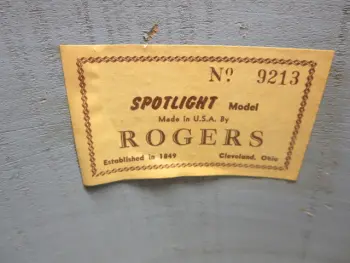 Nº 9213
SPOTLIGHT Model
Made in U.S.A. By
ROGERS
Established in 1849 Cleveland, Ohio